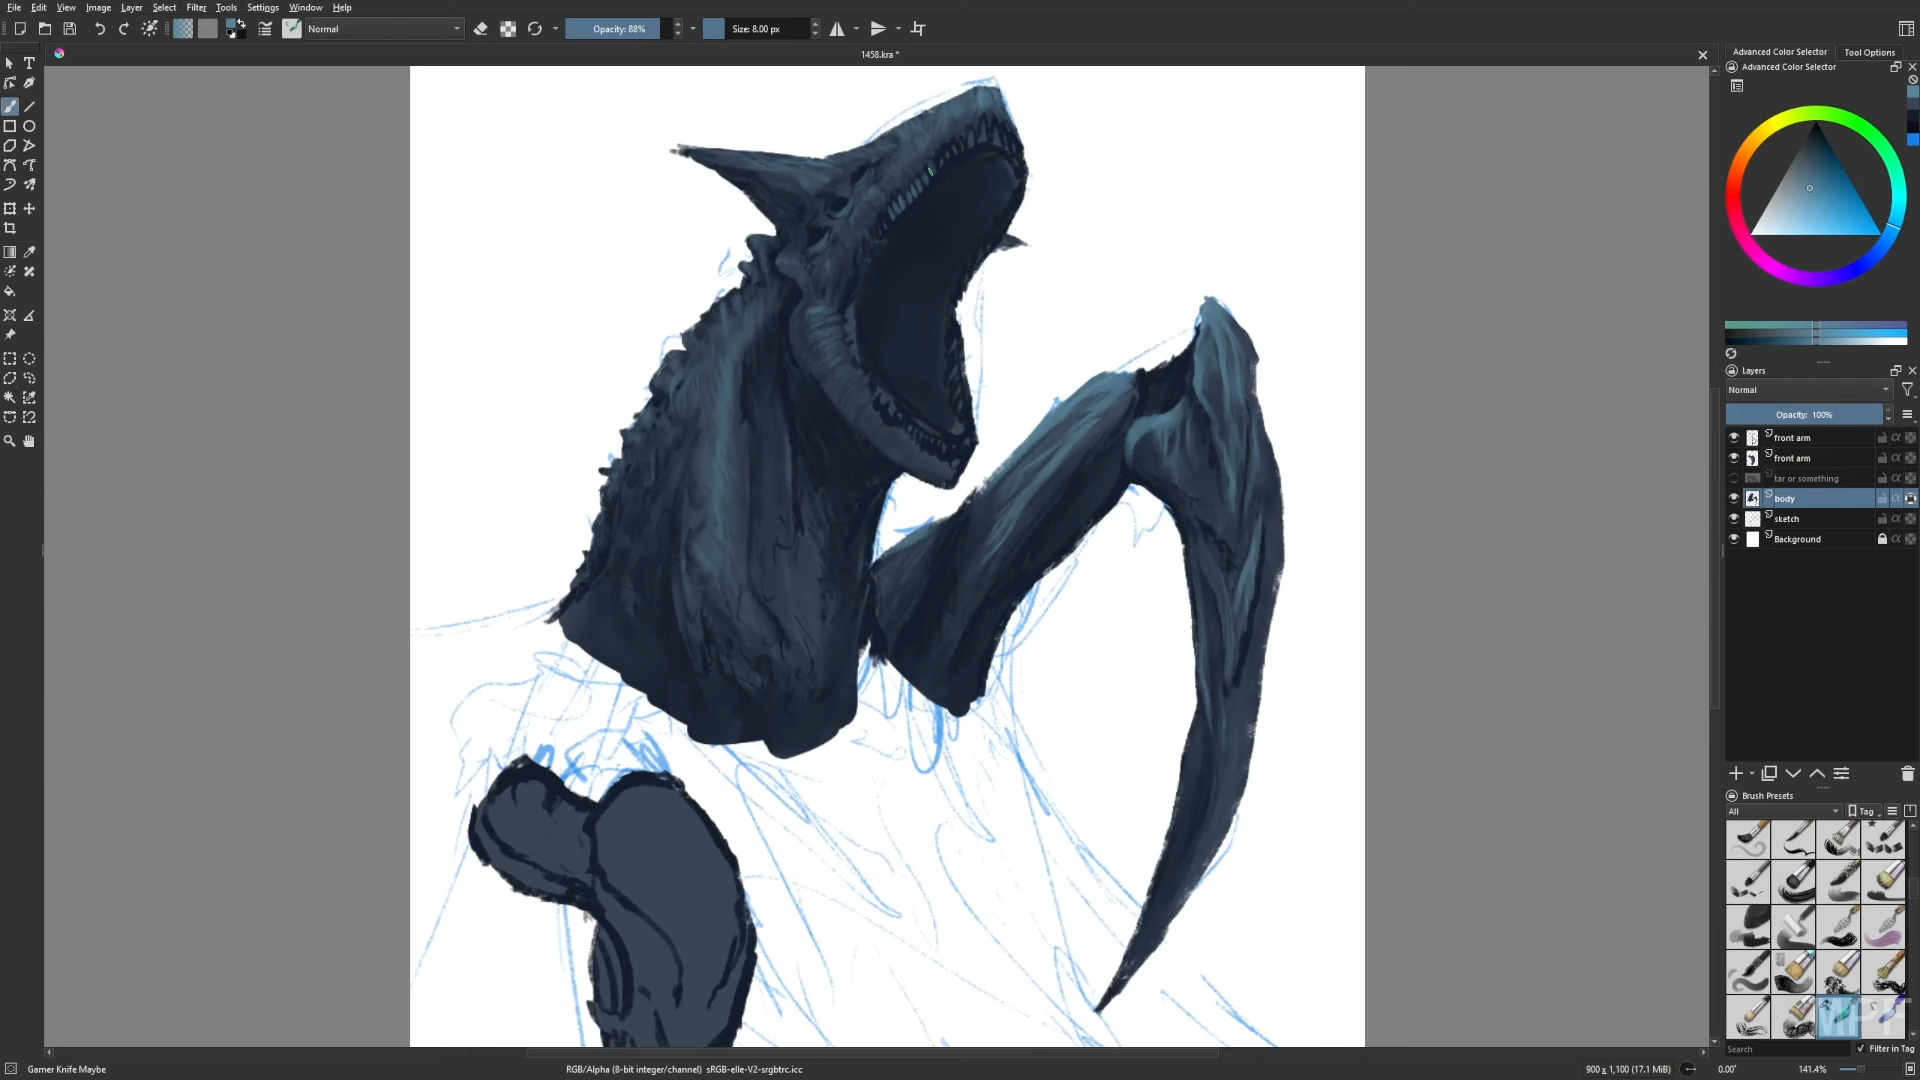 File Edit View Image Layer Filter Tools Settings Window Help
Normal
Opacity: 88%
Size: 8.00 px
1458.kra *
Advanced Color Selector
Tool Options
Advanced Color Selector
Layers
Normal
Opacity: 100%
front arm
front arm
tar or something
body
sketch
Background
Brush Presets
All
Tag
MPF
Search
Filter in Tag
Gamer Knife Maybe
RGB/Alpha (8-bit integer/channel) sRGB-elle-V2-srgbtrc.icc
900 x 1,100 (17.1 MiB)
0.00°
141.4%